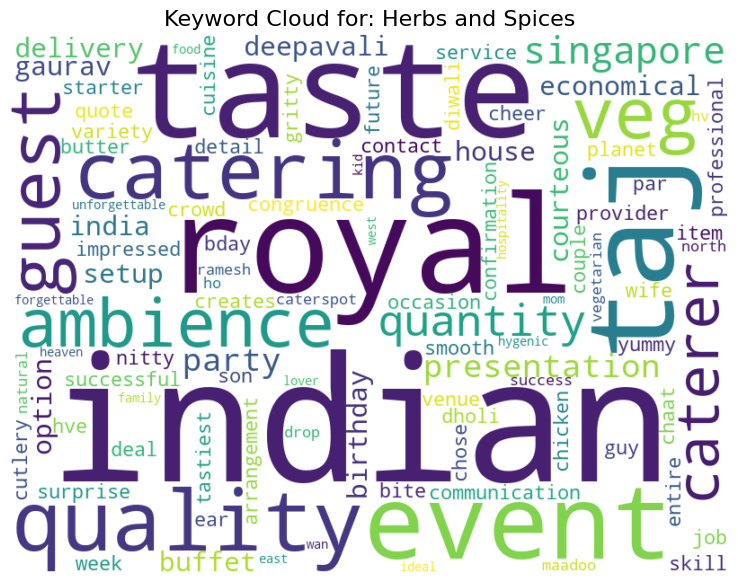 Keyword Cloud for: Herbs and Spices
delivery
food
cuisine
deepavali
taste
service
singapore
gaurav
starter
future
diwali
economical
professional
quote
gritty
cheer
veg
hv
variety
butter
detail
contact
house
courteous
planet
guest
catering
kid
par
taj
unforgettable
crowd
congruence
royal
hospitality
confirmation
couple
provider
item
india
impressed
bday
west
north
setup
ramesh
ho
vegetarian
wife
caterer
forgettable
creates
caterspot
occasion
mom
ambience
quantity
smooth
hygenic
yummy
heaven
nitty
party
presentation
natural
option
successful
son
lover
success
indian
family
birthday
venue
hve
dholi
chaat
cutlery
deal
tastiest
arrangement
drop
chose
chicken
guy
entire
surprise
bite
communication
quality
event
ear
wan
job
week
buffet
east
ideal
maadoo
skill